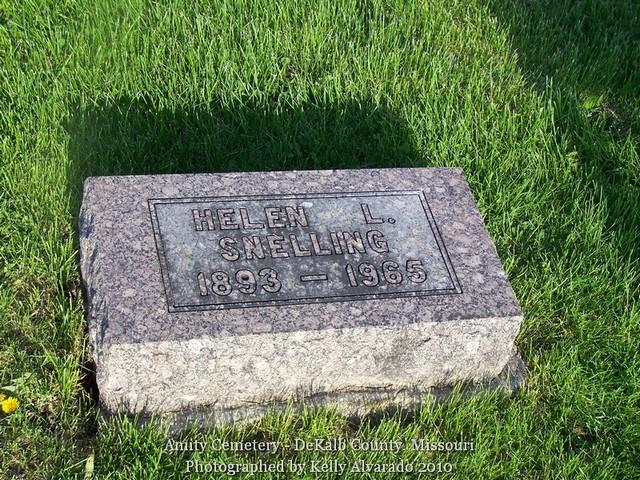 HELEN L.
SNELLING
1893 – 1965
Amity Cemetery - DeKalb County, Missouri
Photographed by Kelly Alvarado 2010